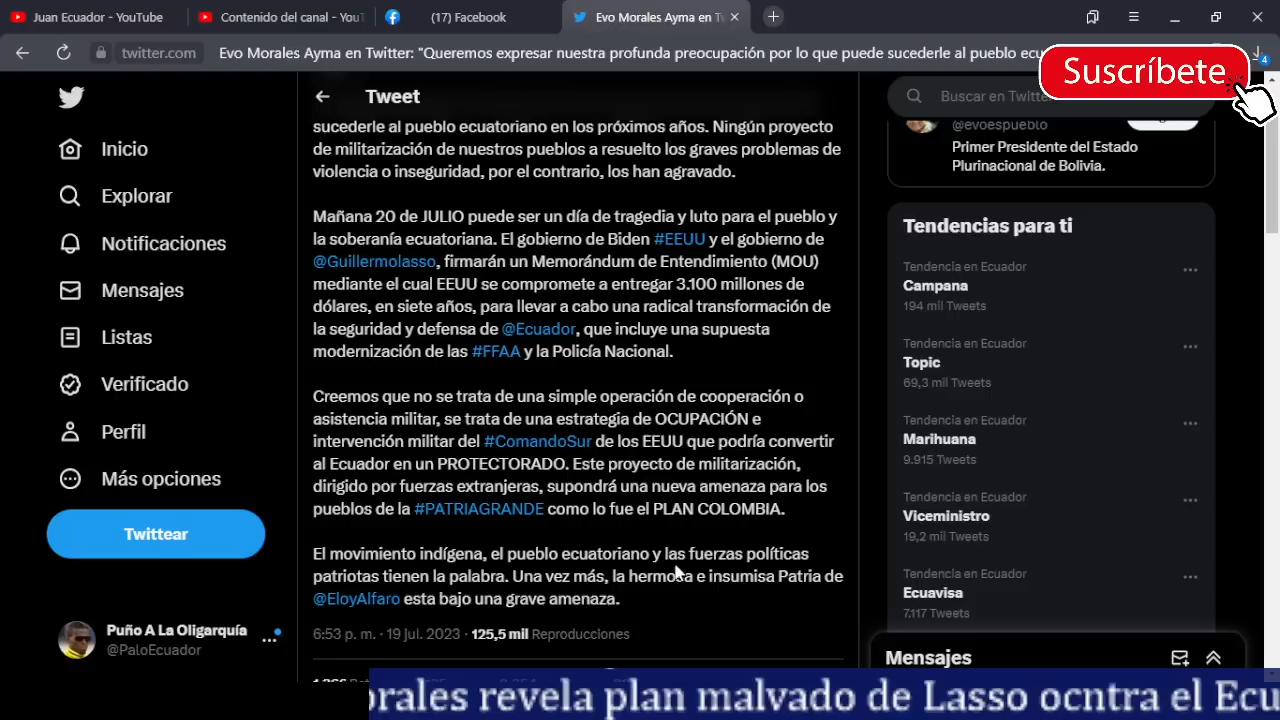 Juan Ecuador - YouTube
Contenido del canal - YouT
(17) Facebook
Evo Morales Ayma en Tw
twitter.com
Evo Morales Ayma en Twitter: "Queremos expresar nuestra profunda preocupación por lo que puede sucederle al pueblo ecu
4
Suscríbete
Inicio
Explorar
Notificaciones
Mensajes
Listas
Verificado
Perfil
Más opciones
Twittear
Puño A La Oligarquía
@PaloEcuador
Tweet
sucederle al pueblo ecuatoriano en los próximos años. Ningún proyecto
de militarización de nuestros pueblos a resuelto los graves problemas de
violencia o inseguridad, por el contrario, los han agravado.
Mañana 20 de JULIO puede ser un día de tragedia y luto para el pueblo y
la soberanía ecuatoriana. El gobierno de Biden #EEUU y el gobierno de
@Guillermolasso, firmarán un Memorándum de Entendimiento (MOU)
mediante el cual EEUU se compromete a entregar 3.100 millones de
dólares, en siete años, para llevar a cabo una radical transformación de
la seguridad y defensa de @Ecuador, que incluye una supuesta
modernización de las #FFAA y la Policía Nacional.
Creemos que no se trata de una simple operación de cooperación o
asistencia militar, se trata de una estrategia de OCUPACIÓN e
intervención militar del #ComandoSur de los EEUU que podría convertir
al Ecuador en un PROTECTORADO. Este proyecto de militarización,
dirigido por fuerzas extranjeras, supondrá una nueva amenaza para los
pueblos de la #PATRIAGRANDE como lo fue el PLAN COLOMBIA.
El movimiento indígena, el pueblo ecuatoriano y las fuerzas políticas
patriotas tienen la palabra. Una vez más, la hermosa e insumisa Patria de
@EloyAlfaro esta bajo una grave amenaza.
6:53 p. m. · 19 jul. 2023 · 125,5 mil Reproducciones
Buscar en Twitter
@evoespueblo
Primer Presidente del Estado
Plurinacional de Bolivia.
Tendencias para ti
Tendencia en Ecuador
Campana
194 mil Tweets
Tendencia en Ecuador
Topic
69,3 mil Tweets
Tendencia en Ecuador
Marihuana
9.915 Tweets
Tendencia en Ecuador
Viceministro
19,2 mil Tweets
Tendencia en Ecuador
Ecuavisa
7.117 Tweets
Mensajes
orales revela plan malvado de Lasso ocntra el Ecu